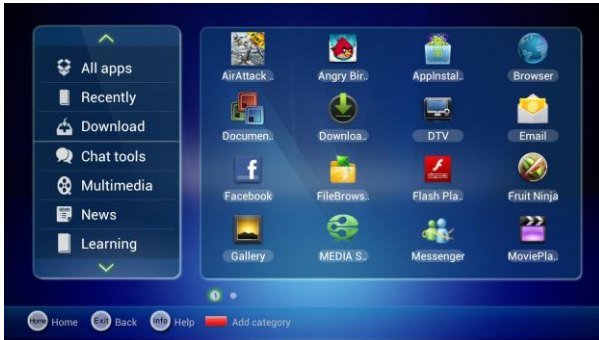 All apps
Recently
Download
Chat tools
Multimedia
News
Learning
AirAttack ..
Angry Bir..
AppInstal..
Browser
Documen..
Downloa..
DTV
Email
Facebook
FileBrows..
Flash Pla..
Fruit Ninja
Gallery
MEDIA S..
Messenger
MoviePla..
1
Home Home Exit Back Info Help Add category